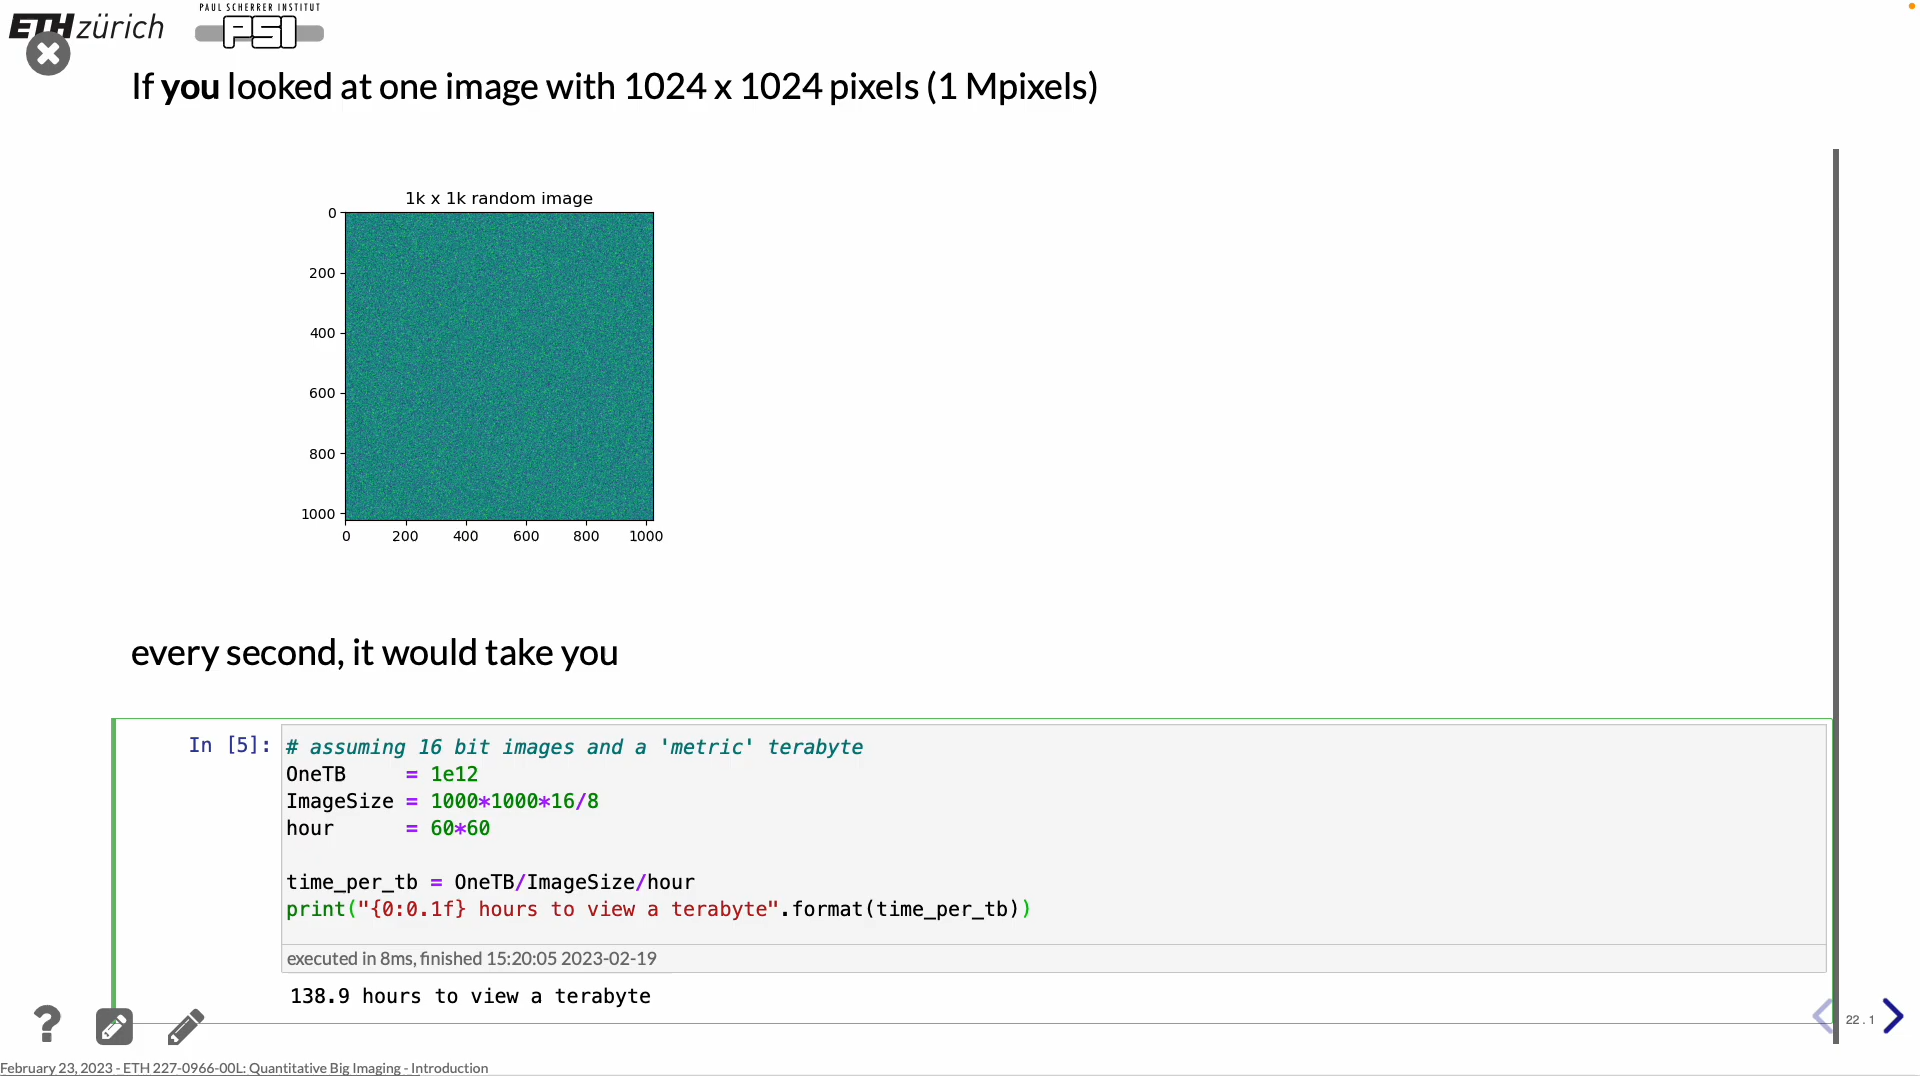 PAUL SCHERRER INSTITUT
ETH zürich
PSI
If you looked at one image with 1024 x 1024 pixels (1 Mpixels)
1k x 1k random image
0
200
400
600
800
1000
0 200 400 600 800 1000
every second, it would take you
In [5]: # assuming 16 bit images and a 'metric' terabyte
OneTB = 1e12
ImageSize = 1000*1000*16/8
hour = 60*60
time_per_tb = OneTB/ImageSize/hour
print("{0:0.1f} hours to view a terabyte".format(time_per_tb))
executed in 8ms, finished 15:20:05 2023-02-19
138.9 hours to view a terabyte
?
22 . 1
February 23, 2023 - ETH 227-0966-00L: Quantitative Big Imaging - Introduction